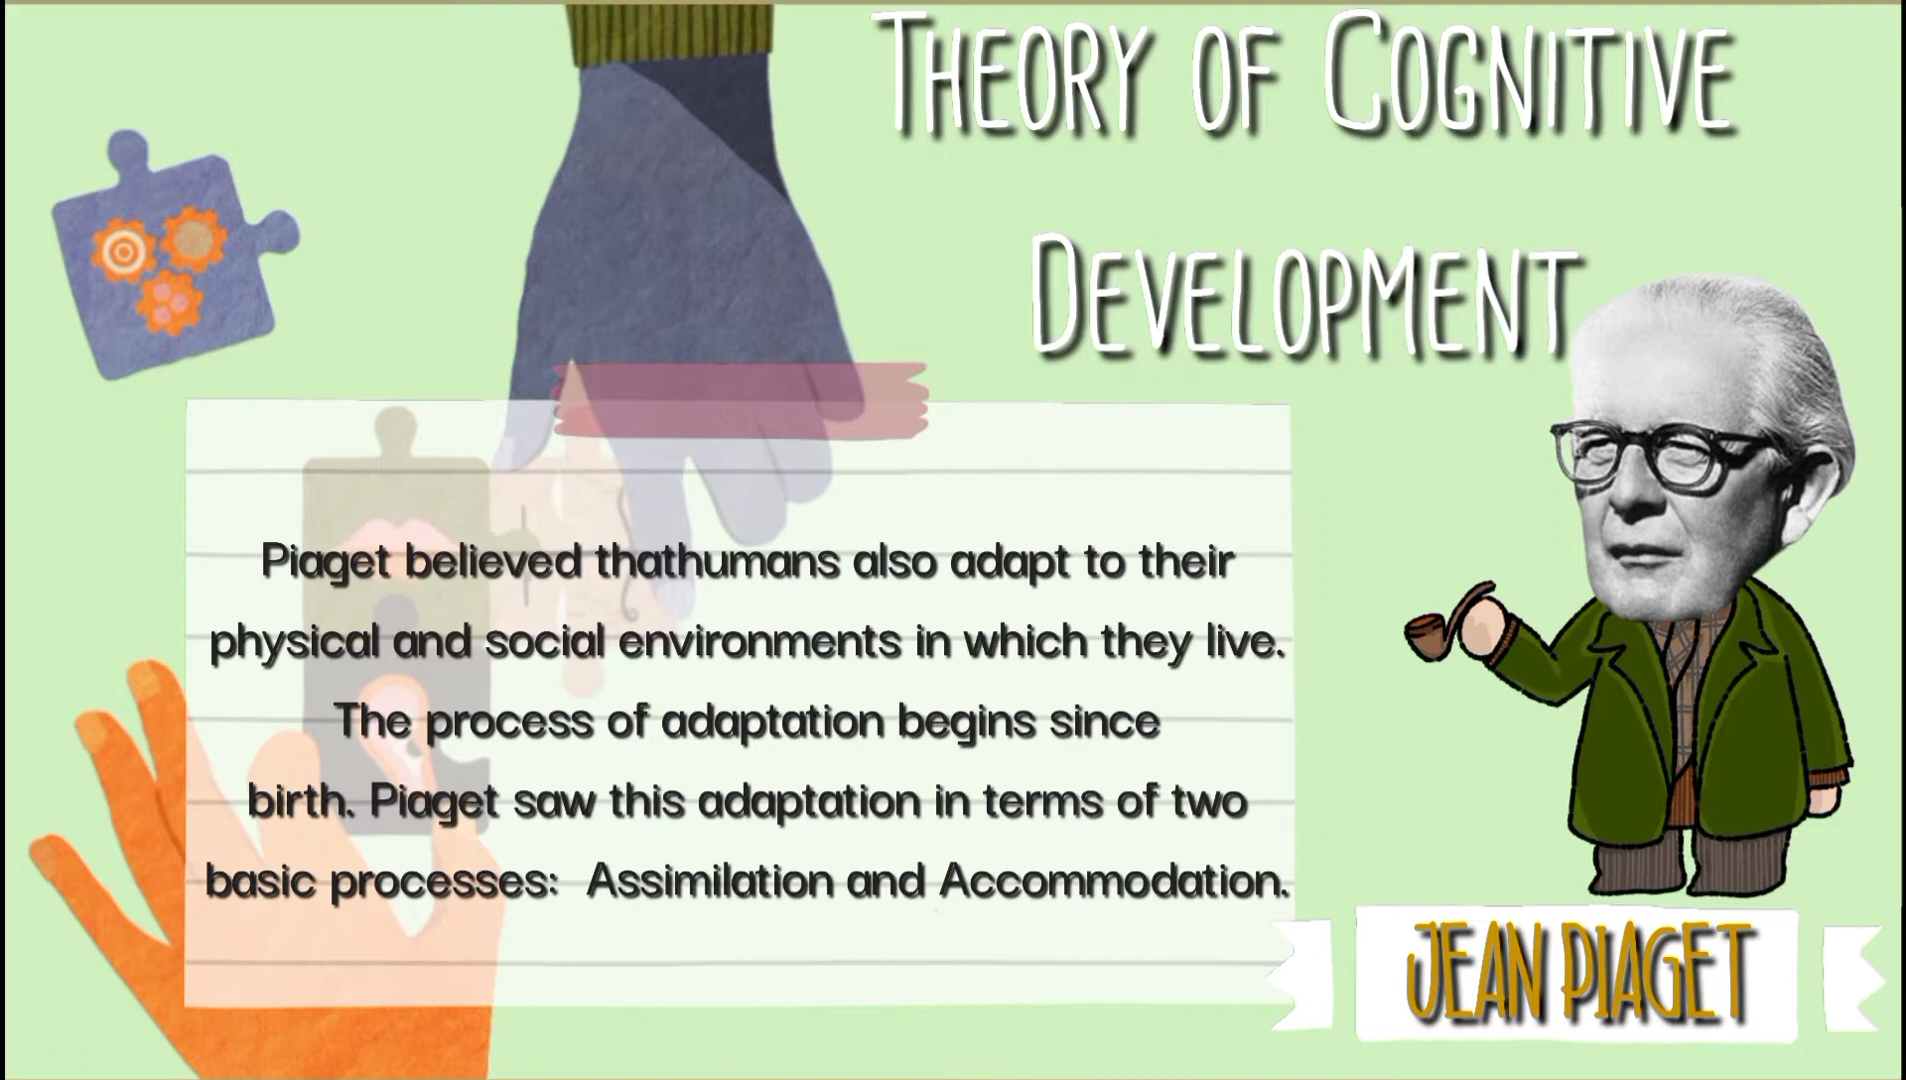 THEORY OF COGNITIVE
DEVELOPMENT
Piaget believed thathumans also adapt to their
physical and social environments in which they live.
The process of adaptation begins since
birth. Piaget saw this adaptation in terms of two
basic processes:  Assimilation and Accommodation.
JEAN PIAGET